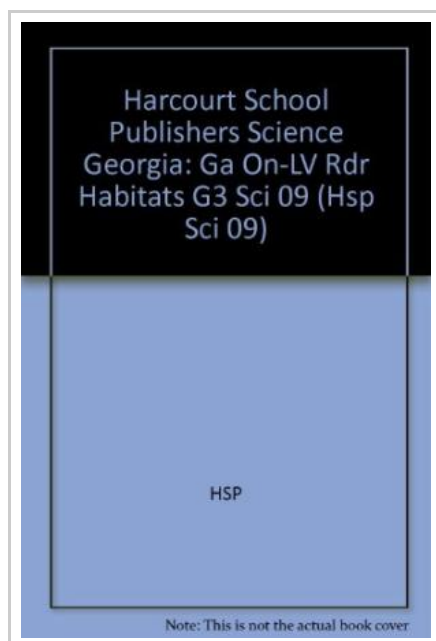 Harcourt School
Publishers Science
Georgia: Ga On-LV Rdr
Habitats G3 Sci 09 (Hsp
Sci 09)
HSP
Note: This is not the actual book cover